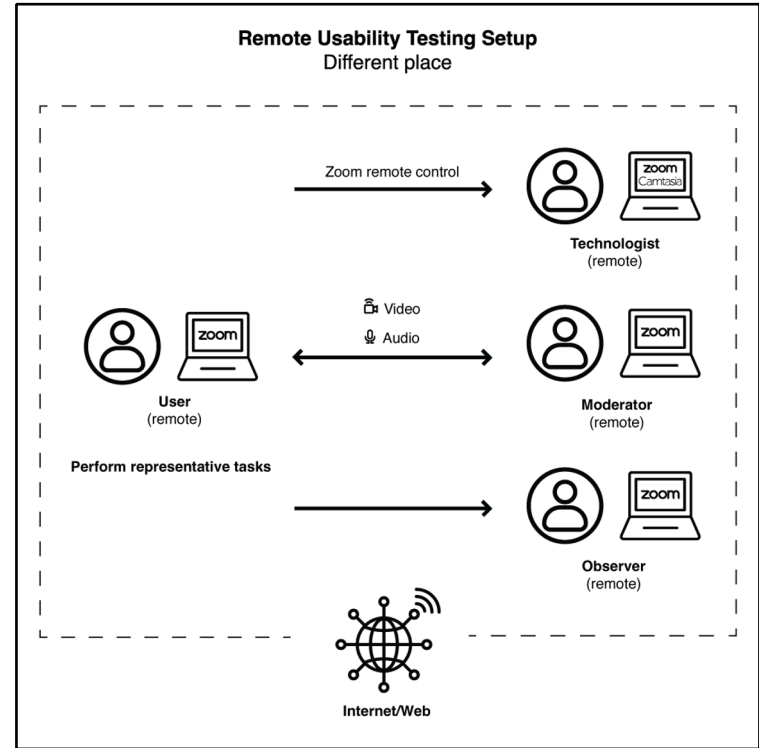 Remote Usability Testing Setup
Different place
Zoom remote control
zoom
Camtasia
Technologist
(remote)
Video
Audio
zoom
User
(remote)
zoom
Moderator
(remote)
Perform representative tasks
zoom
Observer
(remote)
Internet/Web